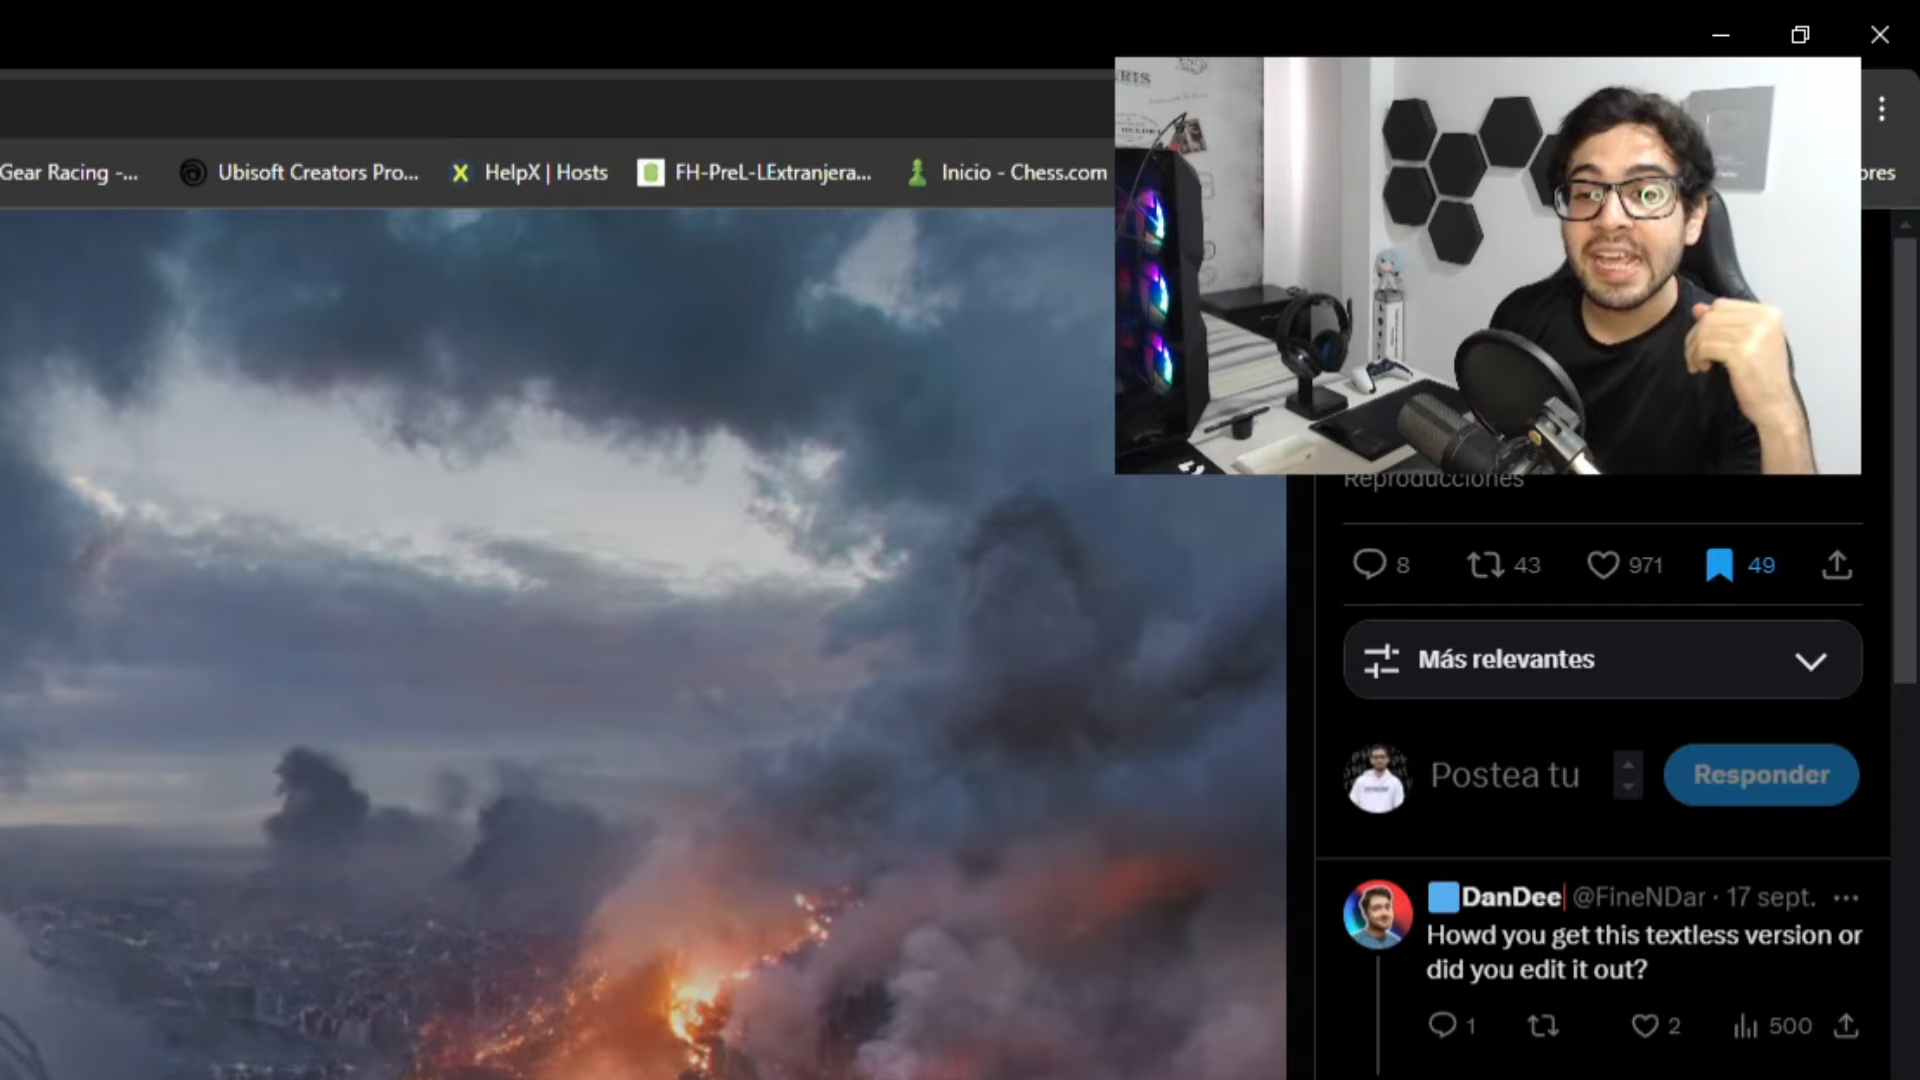 Gear Racing -...
Ubisoft Creators Pro...
HelpX | Hosts
FH-PreL-LExtranjera...
Inicio - Chess.com
ores
Reproducciones
8
43
971
49
Más relevantes
Postea tu
Responder
DanDee @FineNDar · 17 sept.
Howd you get this textless version or
did you edit it out?
1
2
500